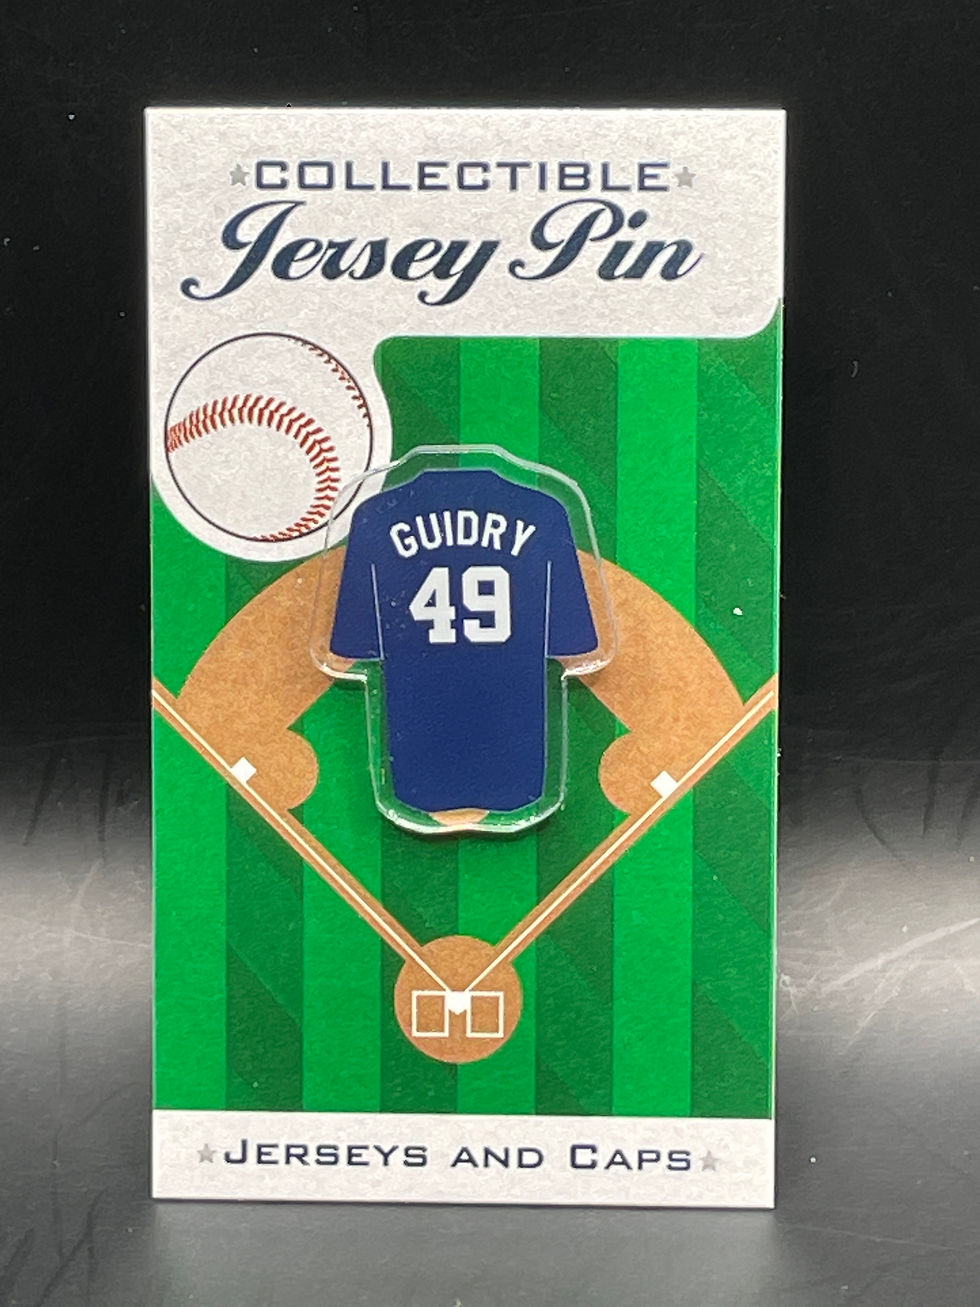 COLLECTIBLE
Jersey Pin
GUIDRY
49
JERSEYS AND CAPS